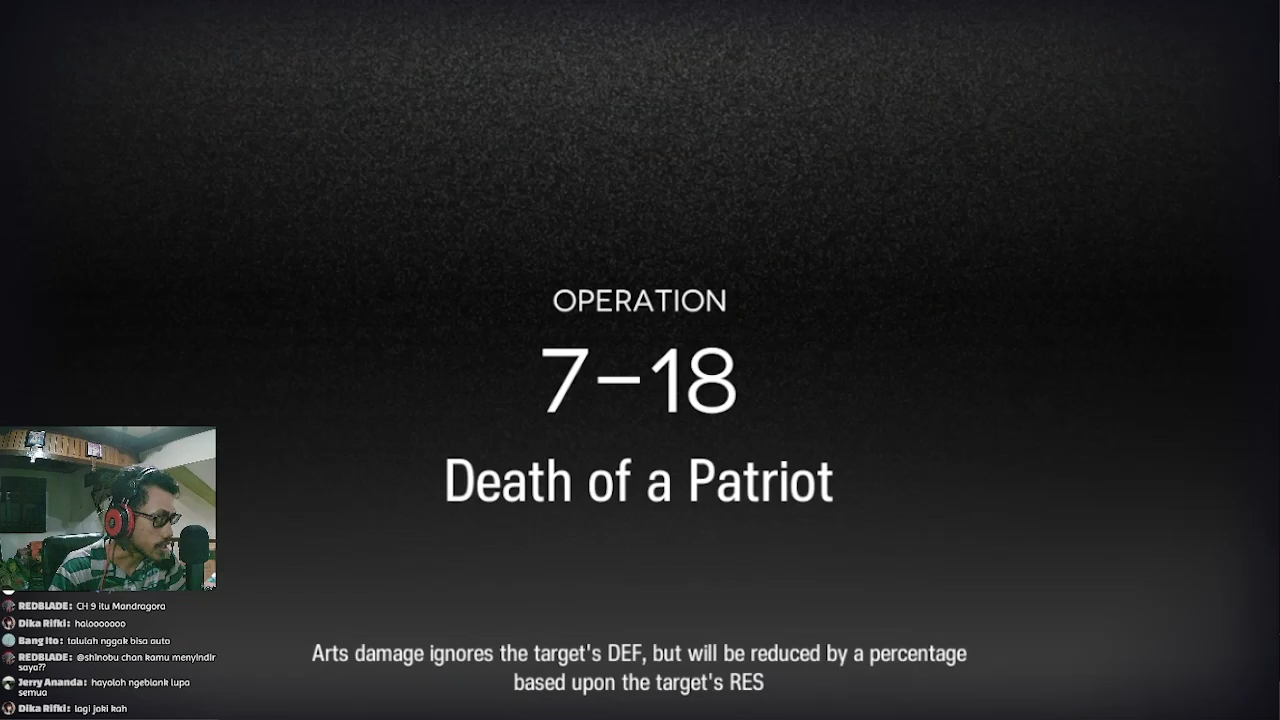 OPERATION
7-18
Death of a Patriot
Arts damage ignores the target's DEF, but will be reduced by a percentage
based upon the target's RES
REDBLADE: CH 9 itu Mandragora
Dika Rifki: halooooooo
Bang Ito: talulah nggak bisa auto
REDBLADE: @shinobu chan kamu menyindir
saya??
Jerry Ananda: hayoloh ngeblank lupa
semua
Dika Rifki: lagi joki kah